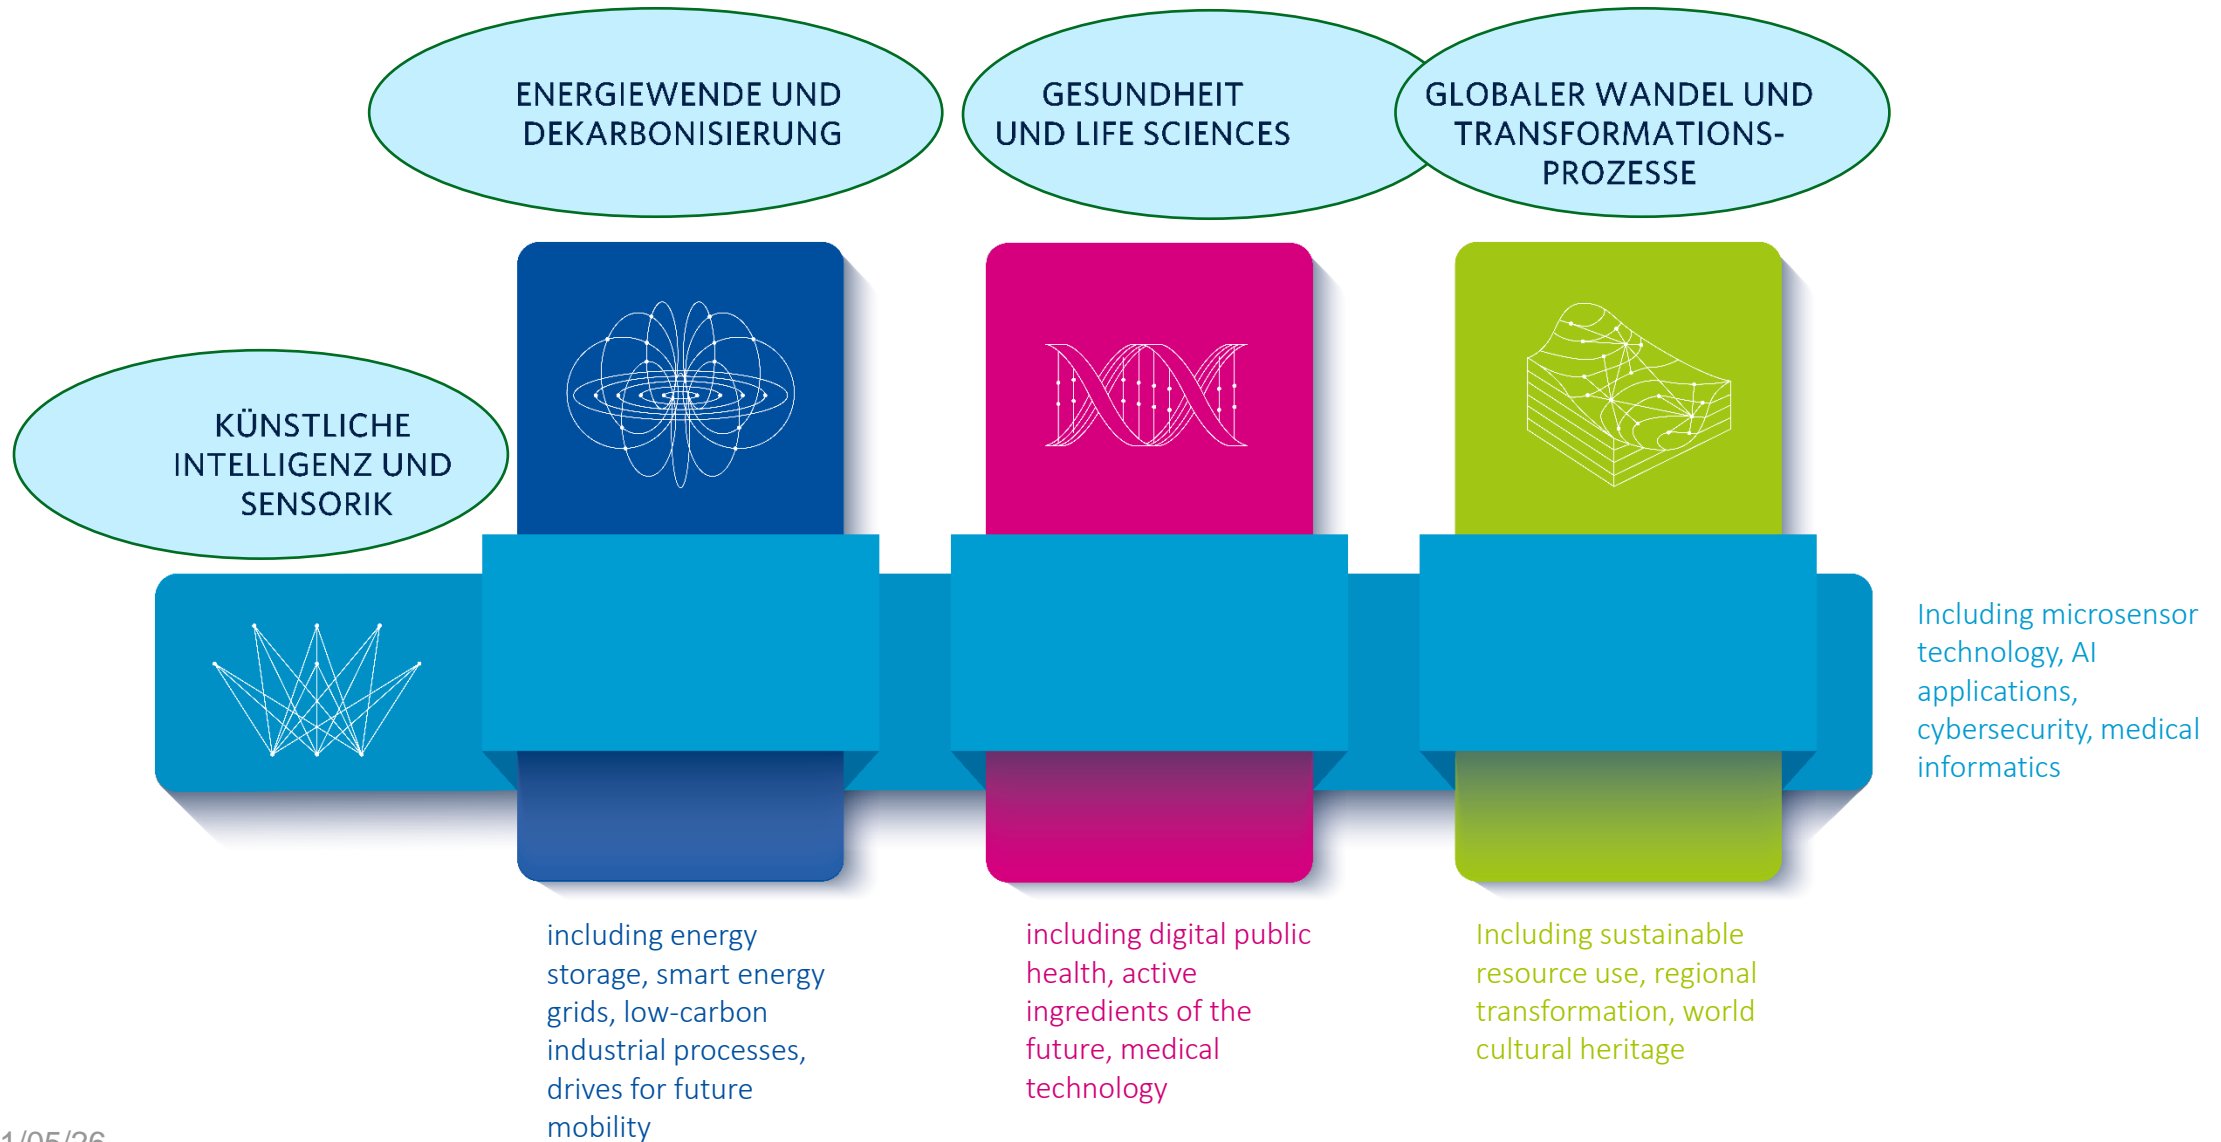 ENERGIEWENDE UND
DEKARBONISIERUNG
GESUNDHEIT
UND LIFE SCIENCES
GLOBALER WANDEL UND
TRANSFORMATIONS-
PROZESSE
KÜNSTLICHE
INTELLIGENZ UND
SENSORIK
Including microsensor
technology, AI
applications,
cybersecurity, medical
informatics
including energy
storage, smart energy
grids, low-carbon
industrial processes,
drives for future
mobility
including digital public
health, active
ingredients of the
future, medical
technology
Including sustainable
resource use, regional
transformation, world
cultural heritage
1/05/26